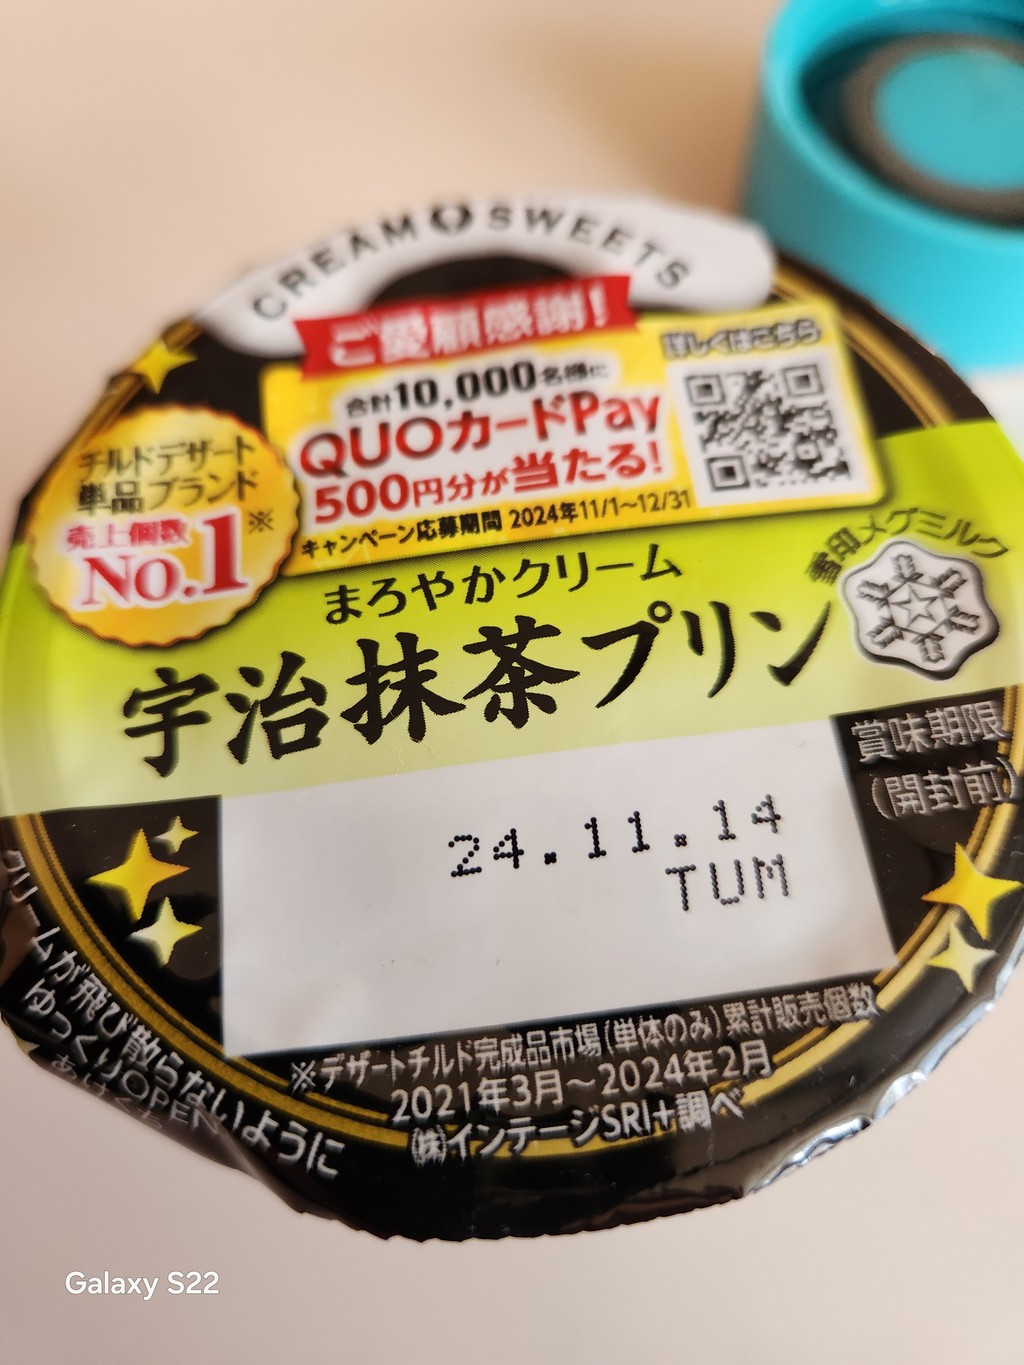 CREAM SWEETS
ご愛顧感謝!
詳しくはこちら
合計10,000名様に
QUOカードPay
500円分が当たる!
キャンペーン応募期間 2024年11/1~12/31
チルドデザート
単品ブランド
売上個数※
No.1
雪印メグミルク
まろやかクリーム
宇治抹茶プリン
賞味期限
(開封前)
24.11.14
TUM
※デザートチルド完成品市場(単体のみ)累計販売個数
2021年3月~2024年2月
㈱インテージSRI+調べ
クリームが飛び散らないように
ゆっくりOPEN
Galaxy S22